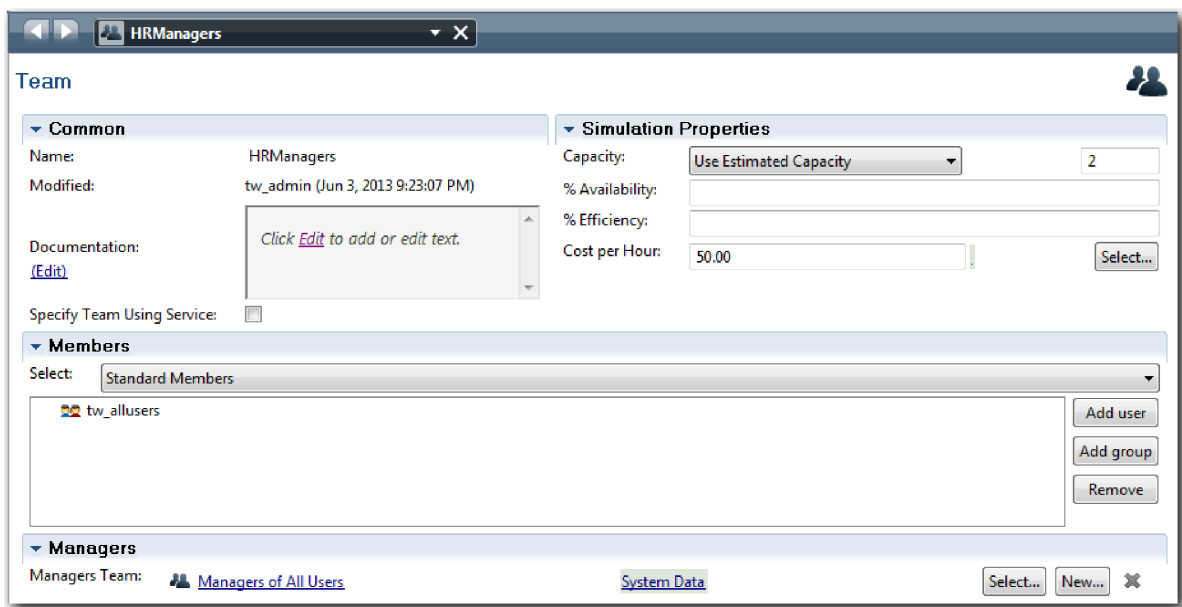 HRManagers
Team
Common
Name: HRManagers
Modified: tw_admin (Jun 3, 2013 9:23:07 PM)
Documentation:
(Edit)
Click Edit to add or edit text.
Specify Team Using Service:
Simulation Properties
Capacity: Use Estimated Capacity 2
% Availability:
% Efficiency:
Cost per Hour: 50.00 Select...
Members
Select: Standard Members
tw_allusers
Add user
Add group
Remove
Managers
Managers Team: Managers of All Users System Data Select... New...